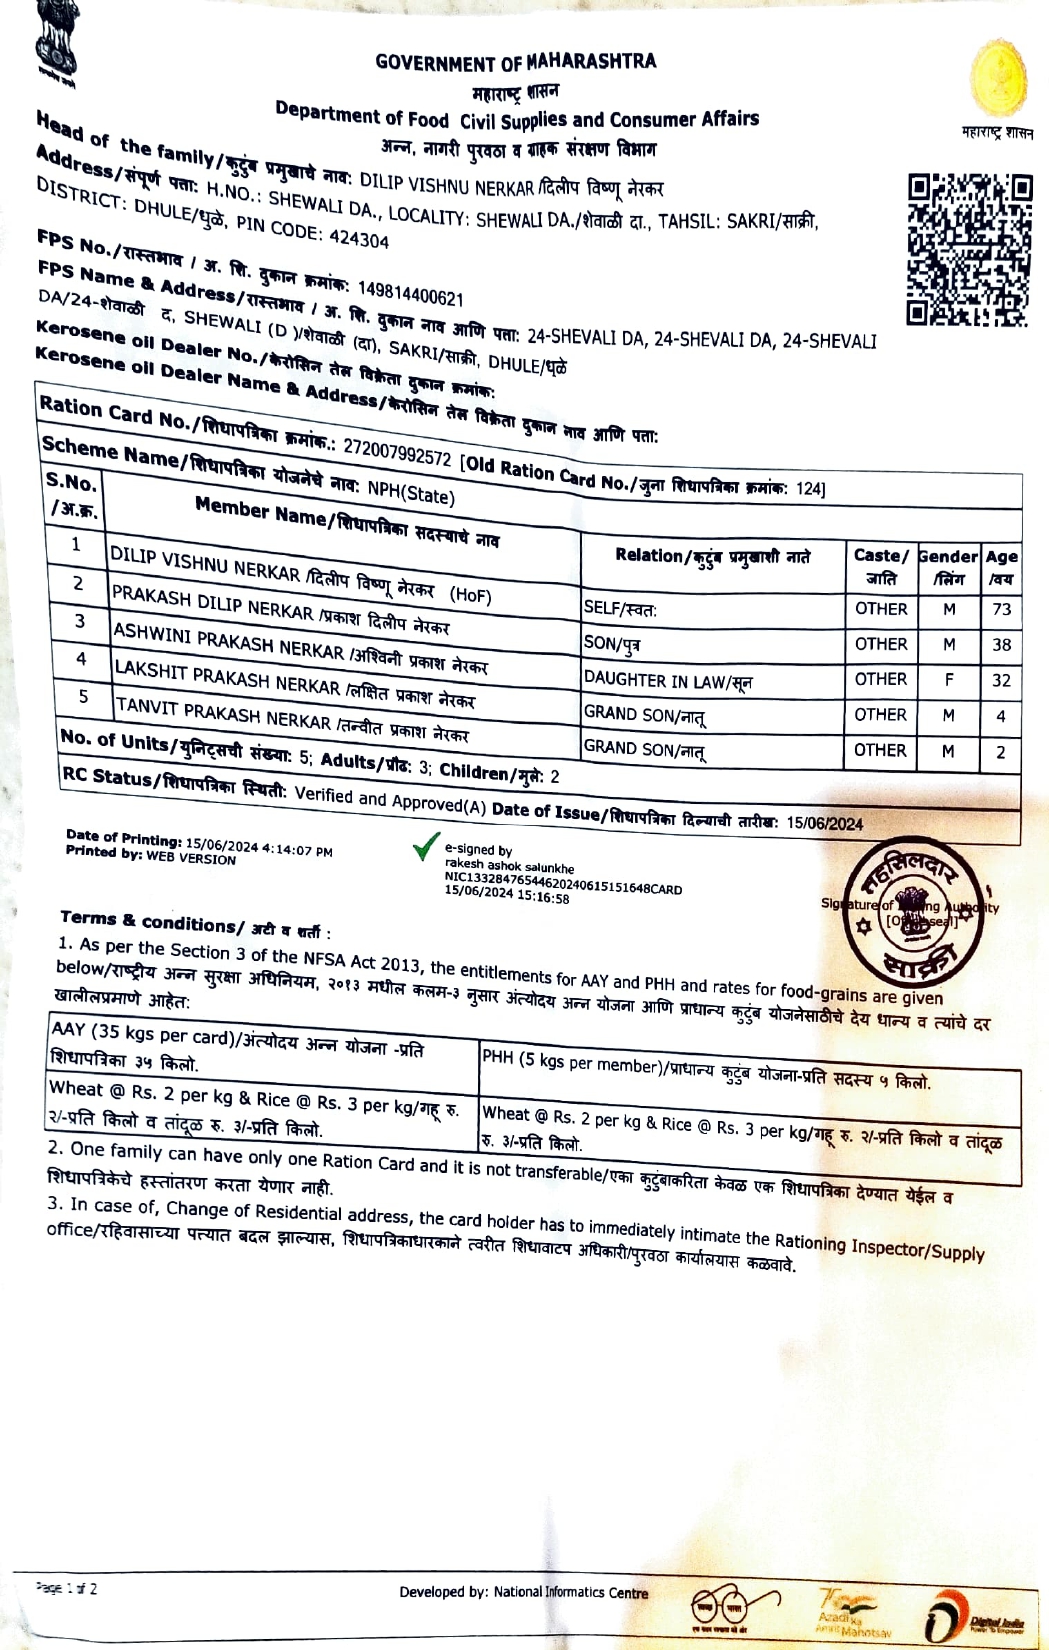 GOVERNMENT OF MAHARASHTRA
महाराष्ट्र शासन
Department of Food Civil Supplies and Consumer Affairs
अन्न, नागरी पुरवठा व ग्राहक संरक्षण विभाग
महाराष्ट्र शासन
Head of the family/कुटुंब प्रमुखाचे नाव: DILIP VISHNU NERKAR /दिलीप विष्णू नेरकर
Address/संपूर्ण पत्ता: H.NO.: SHEWALI DA., LOCALITY: SHEWALI DA./शेवाळी दा., TAHSIL: SAKRI/साक्री,
DISTRICT: DHULE/धुळे, PIN CODE: 424304
FPS No./रास्तभाव / अ. शि. दुकान क्रमांक: 149814400621
FPS Name & Address/रास्तभाव / अ. शि. दुकान नाव आणि पत्ता: 24-SHEVALI DA, 24-SHEVALI DA, 24-SHEVALI
DA/24-शेवाळी द, SHEWALI (D )/शेवाळी (दा), SAKRI/साक्री, DHULE/धुळे
Kerosene oil Dealer No./केरोसिन तेल विक्रेता दुकान क्रमांक:
Kerosene oil Dealer Name & Address/केरोसिन तेल विक्रेता दुकान नाव आणि पता:
Ration Card No./शिधापत्रिका क्रमांक.: 272007992572 [Old Ration Card No./जुना शिधापत्रिका क्रमांक: 124]
Scheme Name/शिधापत्रिका योजनेचे नाव: NPH(State)
S.No./अ.क्र. Member Name/शिधापत्रिका सदस्याचे नाव Relation/कुटुंब प्रमुखाशी नाते Caste/जाति Gender/लिंग Age/वय
1 DILIP VISHNU NERKAR /दिलीप विष्णू नेरकर (HoF) SELF/स्वत: OTHER M 73
2 PRAKASH DILIP NERKAR /प्रकाश दिलीप नेरकर SON/पुत्र OTHER M 38
3 ASHWINI PRAKASH NERKAR /अश्विनी प्रकाश नेरकर DAUGHTER IN LAW/सून OTHER F 32
4 LAKSHIT PRAKASH NERKAR /लक्षित प्रकाश नेरकर GRAND SON/नातू OTHER M 4
5 TANVIT PRAKASH NERKAR /तन्वीत प्रकाश नेरकर GRAND SON/नातू OTHER M 2
No. of Units/युनिट्सची संख्या: 5; Adults/प्रौढ: 3; Children/मुले: 2
RC Status/शिधापत्रिका स्थिती: Verified and Approved(A) Date of Issue/शिधापत्रिका दिल्याची तारीख: 15/06/2024
Date of Printing: 15/06/2024 4:14:07 PM
Printed by: WEB VERSION
e-signed by
rakesh ashok salunkhe
NIC13328476544620240615151648CARD
15/06/2024 15:16:58
तहसिलदार
साक्री
Signature of Authority
Terms & conditions/ अटी व शर्ती :
1. As per the Section 3 of the NFSA Act 2013, the entitlements for AAY and PHH and rates for food-grains are given
below/राष्ट्रीय अन्न सुरक्षा अधिनियम, २०१३ मधील कलम-३ नुसार अंत्योदय अन्न योजना आणि प्राधान्य कुटुंब योजनेसाठीचे देय धान्य व त्यांचे दर
खालीलप्रमाणे आहेत:
AAY (35 kgs per card)/अंत्योदय अन्न योजना -प्रति
शिधापत्रिका ३५ किलो.
PHH (5 kgs per member)/प्राधान्य कुटुंब योजना-प्रति सदस्य ५ किलो.
Wheat @ Rs. 2 per kg & Rice @ Rs. 3 per kg/गहू रु.
२/-प्रति किलो व तांदूळ रु. ३/-प्रति किलो.
Wheat @ Rs. 2 per kg & Rice @ Rs. 3 per kg/गहू रु. २/-प्रति किलो व तांदूळ
रु. ३/-प्रति किलो.
2. One family can have only one Ration Card and it is not transferable/एका कुटुंबाकरिता केवळ एक शिधापत्रिका देण्यात येईल व
शिधापत्रिकेचे हस्तांतरण करता येणार नाही.
3. In case of, Change of Residential address, the card holder has to immediately intimate the Rationing Inspector/Supply
office/रहिवासाच्या पत्त्यात बदल झाल्यास, शिधापत्रिकाधारकाने त्वरीत शिधावाटप अधिकारी/पुरवठा कार्यालयास कळवावे.
Page 1 of 2
Developed by: National Informatics Centre
Azadi Ka
Amrit Mahotsav
Digital India
Power To Empower